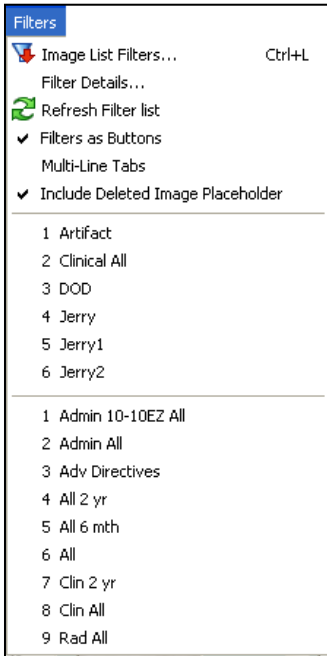 Filters
Image List Filters... Ctrl+L
Filter Details...
Refresh Filter list
Filters as Buttons
Multi-Line Tabs
Include Deleted Image Placeholder
1 Artifact
2 Clinical All
3 DOD
4 Jerry
5 Jerry1
6 Jerry2
1 Admin 10-10EZ All
2 Admin All
3 Adv Directives
4 All 2 yr
5 All 6 mth
6 All
7 Clin 2 yr
8 Clin All
9 Rad All